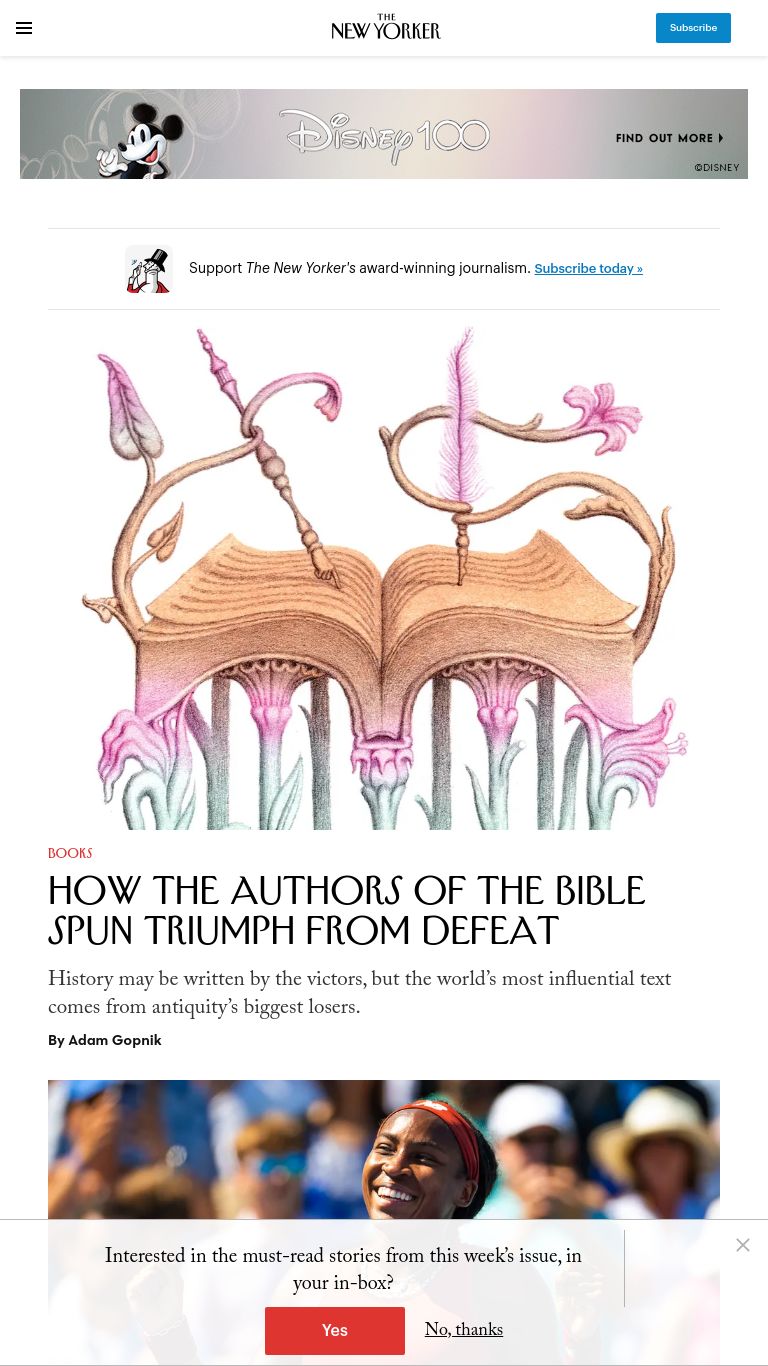 THE
NEW YORKER
Subscribe
Disney 100
FIND OUT MORE
©DISNEY
Support The New Yorker's award-winning journalism. Subscribe today »
BOOKS
HOW THE AUTHORS OF THE BIBLE
SPUN TRIUMPH FROM DEFEAT
History may be written by the victors, but the world’s most influential text
comes from antiquity’s biggest losers.
By Adam Gopnik
Interested in the must-read stories from this week’s issue, in
your in-box?
Yes
No, thanks